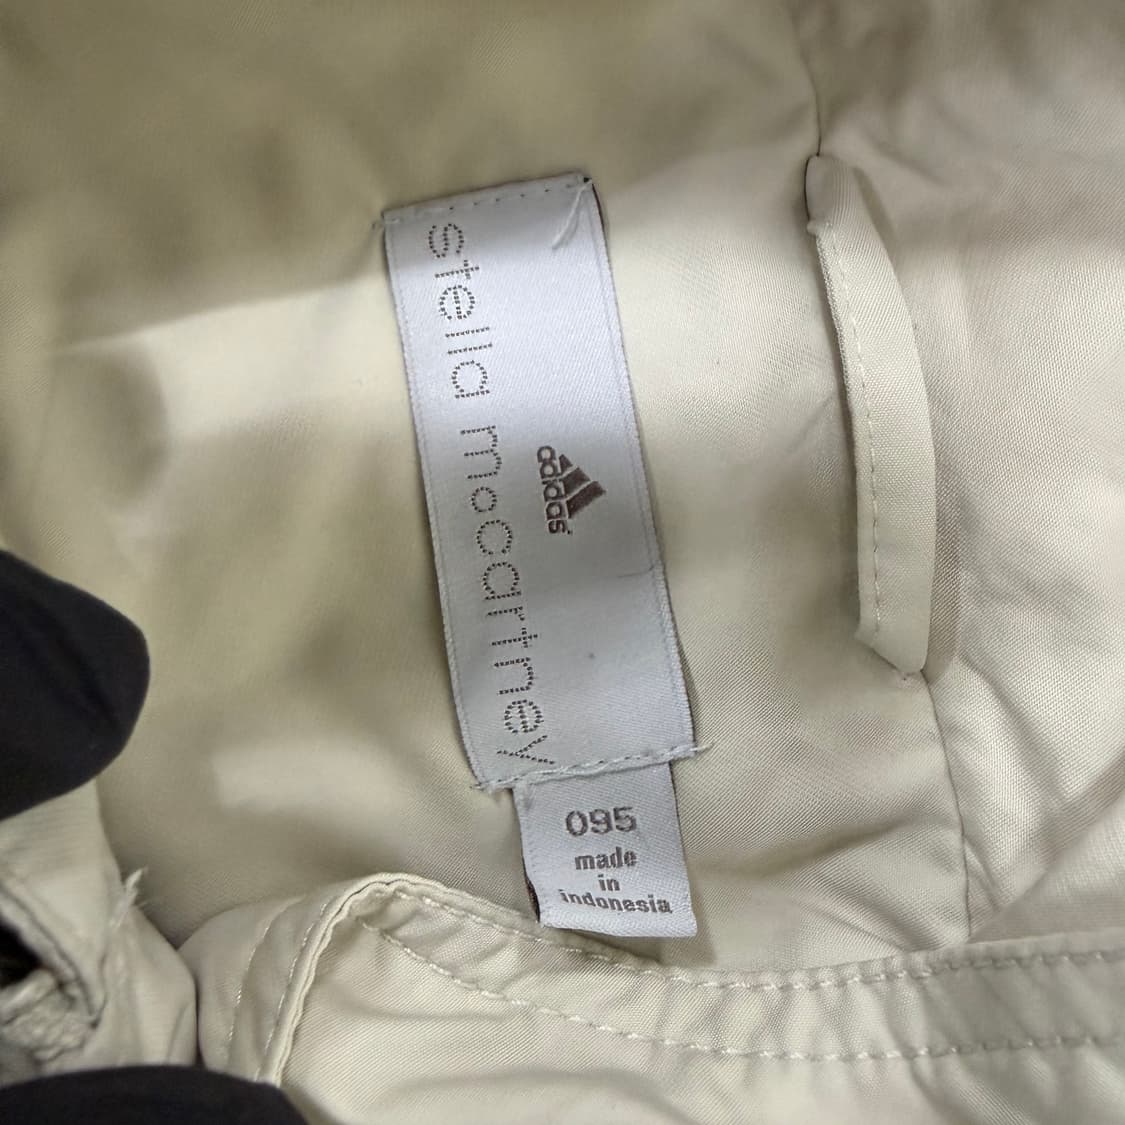 stella mccartney
adidas
095
made
in
indonesia